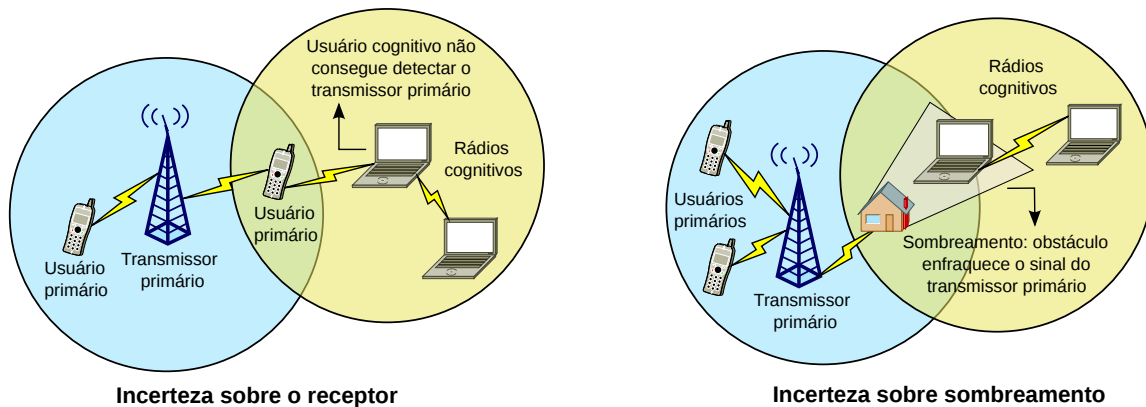 Usuário cognitivo não
consegue detectar o
transmissor primário
Rádios
cognitivos
Usuário
primário
Usuário
primário
Transmissor
primário
Incerteza sobre o receptor
Rádios
cognitivos
Usuários
primários
Sombreamento: obstáculo
enfraquece o sinal do
transmissor primário
Transmissor
primário
Incerteza sobre sombreamento